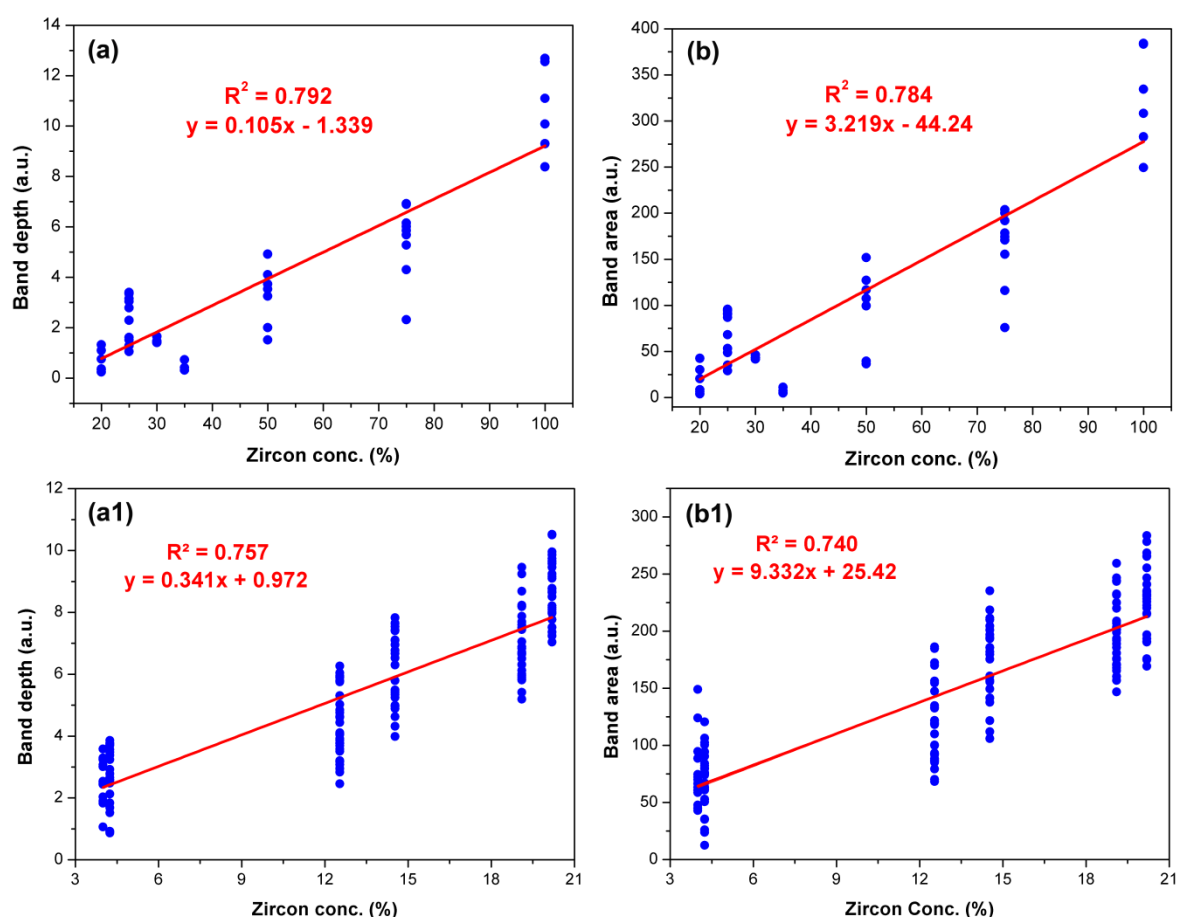 (a)
R² = 0.792
y = 0.105x - 1.339
Band depth (a.u.)
14
12
10
8
6
4
2
0
20 30 40 50 60 70 80 90 100
Zircon conc. (%)
(b)
R² = 0.784
y = 3.219x - 44.24
Band area (a.u.)
400
350
300
250
200
150
100
50
0
20 30 40 50 60 70 80 90 100
Zircon conc. (%)
(a1)
R² = 0.757
y = 0.341x + 0.972
Band depth (a.u.)
12
10
8
6
4
2
0
3 6 9 12 15 18 21
Zircon conc. (%)
(b1)
R² = 0.740
y = 9.332x + 25.42
Band area (a.u.)
300
250
200
150
100
50
0
3 6 9 12 15 18 21
Zircon Conc. (%)